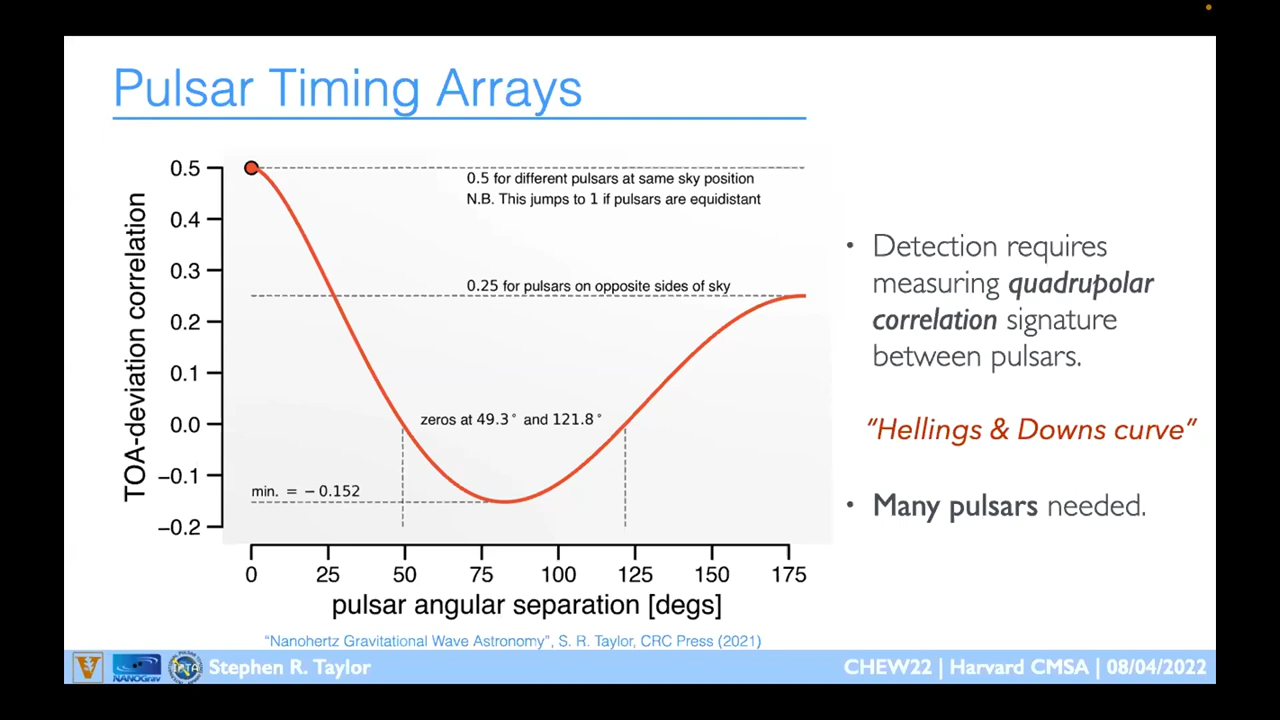 Pulsar Timing Arrays
TOA-deviation correlation
0.5
0.4
0.3
0.2
0.1
0.0
−0.1
−0.2
0.5 for different pulsars at same sky position
N.B. This jumps to 1 if pulsars are equidistant
0.25 for pulsars on opposite sides of sky
zeros at 49.3° and 121.8°
min. = − 0.152
0 25 50 75 100 125 150 175
pulsar angular separation [degs]
"Nanohertz Gravitational Wave Astronomy", S. R. Taylor, CRC Press (2021)
• Detection requires
measuring quadrupolar
correlation signature
between pulsars.
“Hellings & Downs curve”
• Many pulsars needed.
V
NANOGrav
IPTA
Stephen R. Taylor
CHEW22 | Harvard CMSA | 08/04/2022